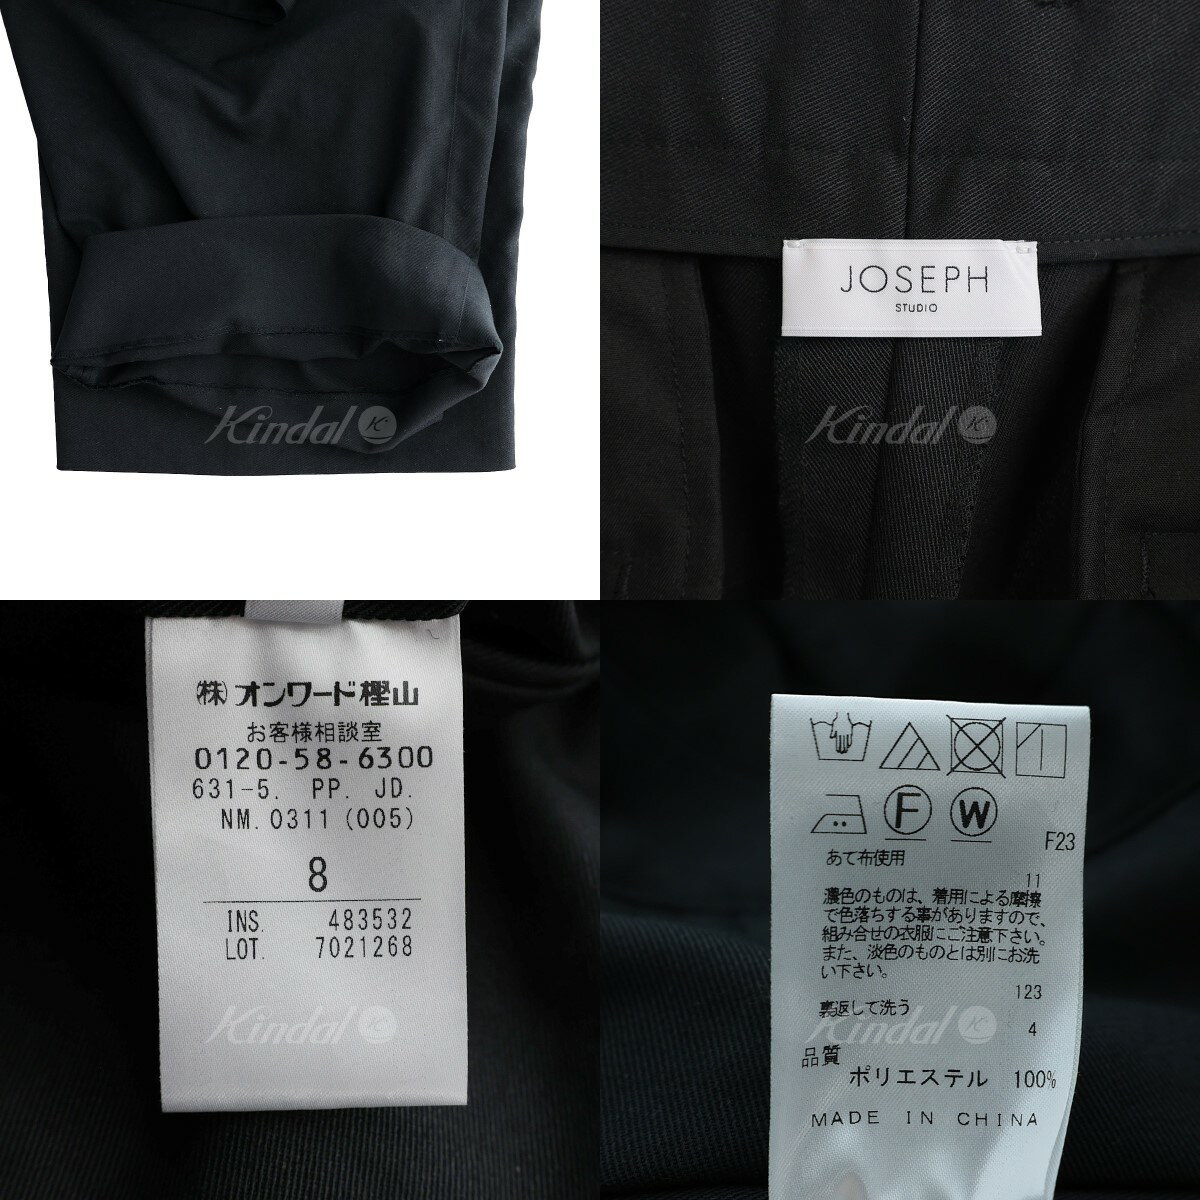 Kindal K
JOSEPH
STUDIO
Kindal K
㈱オンワード樫山
お客様相談室
0120-58-6300
631-5. PP. JD.
NM.0311 (005)
8
INS. 483532
LOT. 7021268
Kindal K
F W
F23
あて布使用
11
濃色のものは、着用による摩擦
で色落ちする事がありますので、
組み合せの衣服にご注意下さい。
また、淡色のものとは別にお洗
い下さい。
123
裏返して洗う
4
Kindal K
品質
ポリエステル 100%
MADE IN CHINA